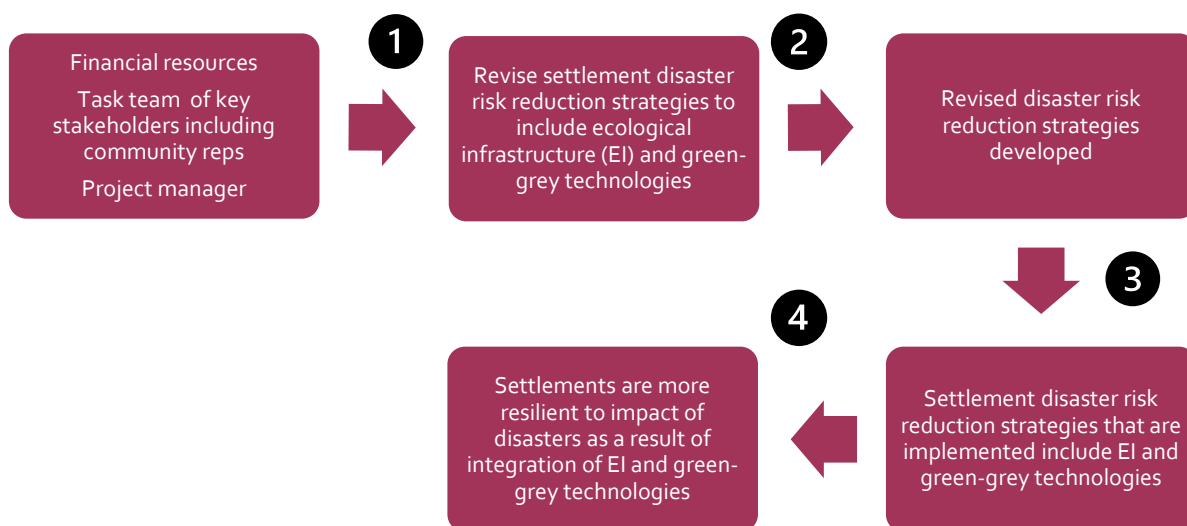 Financial resources
Task team of key
stakeholders including
community reps
Project manager
1
Revise settlement disaster
risk reduction strategies to
include ecological
infrastructure (EI) and green-
grey technologies
2
Revised disaster risk
reduction strategies
developed
3
Settlement disaster risk
reduction strategies that are
implemented include EI and
green-grey technologies
4
Settlements are more
resilient to impact of
disasters as a result of
integration of EI and green-
grey technologies